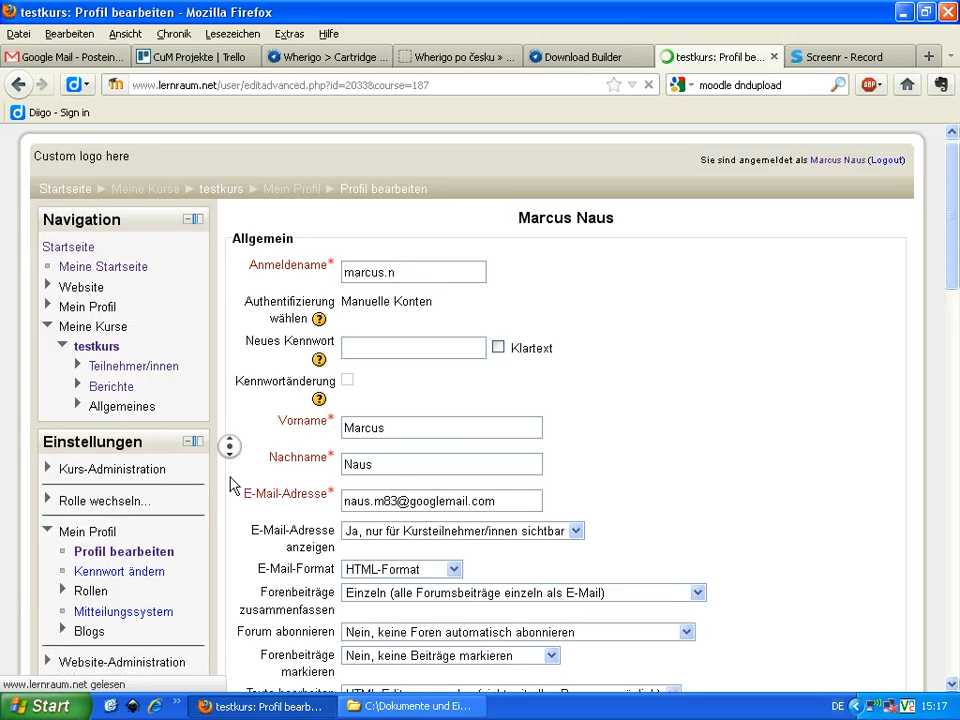 testkurs: Profil bearbeiten - Mozilla Firefox
Datei Bearbeiten Ansicht Chronik Lesezeichen Extras Hilfe
Google Mail - Postein...
CuM Projekte | Trello
Wherigo > Cartridge ...
Wherigo po česku » ...
Download Builder
testkurs: Profil be...
Screenr - Record
www.lernraum.net/user/editadvanced.php?id=2033&course=187
moodle dndupload
ABP
Diigo - Sign in
Custom logo here
Sie sind angemeldet als Marcus Naus (Logout)
Startseite ► Meine Kurse ► testkurs ► Mein Profil ► Profil bearbeiten
Navigation
Startseite
Meine Startseite
Website
Mein Profil
Meine Kurse
testkurs
Teilnehmer/innen
Berichte
Allgemeines
Einstellungen
Kurs-Administration
Rolle wechseln...
Mein Profil
Profil bearbeiten
Kennwort ändern
Rollen
Mitteilungssystem
Blogs
Website-Administration
Marcus Naus
Allgemein
Anmeldename* marcus.n
Authentifizierung wählen Manuelle Konten
Neues Kennwort Klartext
Kennwortänderung
Vorname* Marcus
Nachname* Naus
E-Mail-Adresse* naus.m83@googlemail.com
E-Mail-Adresse anzeigen Ja, nur für Kursteilnehmer/innen sichtbar
E-Mail-Format HTML-Format
Forenbeiträge zusammenfassen Einzeln (alle Forumsbeiträge einzeln als E-Mail)
Forum abonnieren Nein, keine Foren automatisch abonnieren
Forenbeiträge markieren Nein, keine Beiträge markieren
www.lernraum.net gelesen
Start
testkurs: Profil bearb...
C:\Dokumente und Ei...
DE
15:17